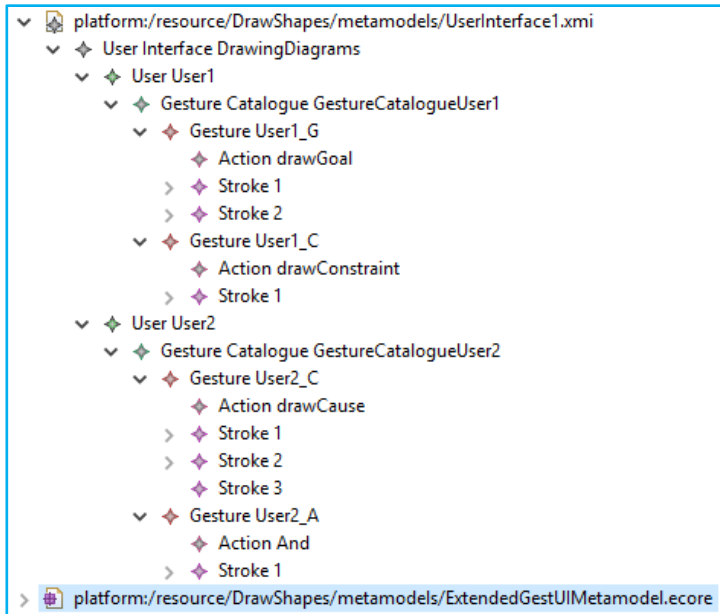 platform:/resource/DrawShapes/metamodels/UserInterface1.xmi
User Interface DrawingDiagrams
User User1
Gesture Catalogue GestureCatalogueUser1
Gesture User1_G
Action drawGoal
Stroke 1
Stroke 2
Gesture User1_C
Action drawConstraint
Stroke 1
User User2
Gesture Catalogue GestureCatalogueUser2
Gesture User2_C
Action drawCause
Stroke 1
Stroke 2
Stroke 3
Gesture User2_A
Action And
Stroke 1
platform:/resource/DrawShapes/metamodels/ExtendedGestUIMetamodel.ecore